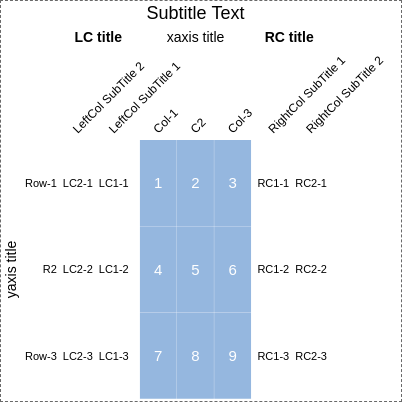 Subtitle Text
LC title xaxis title RC title
LeftCol SubTitle 2 LeftCol SubTitle 1 Col-1 C2 Col-3 RightCol SubTitle 1 RightCol SubTitle 2
Row-1 LC2-1 LC1-1 1 2 3 RC1-1 RC2-1
yaxis title
R2 LC2-2 LC1-2 4 5 6 RC1-2 RC2-2
Row-3 LC2-3 LC1-3 7 8 9 RC1-3 RC2-3